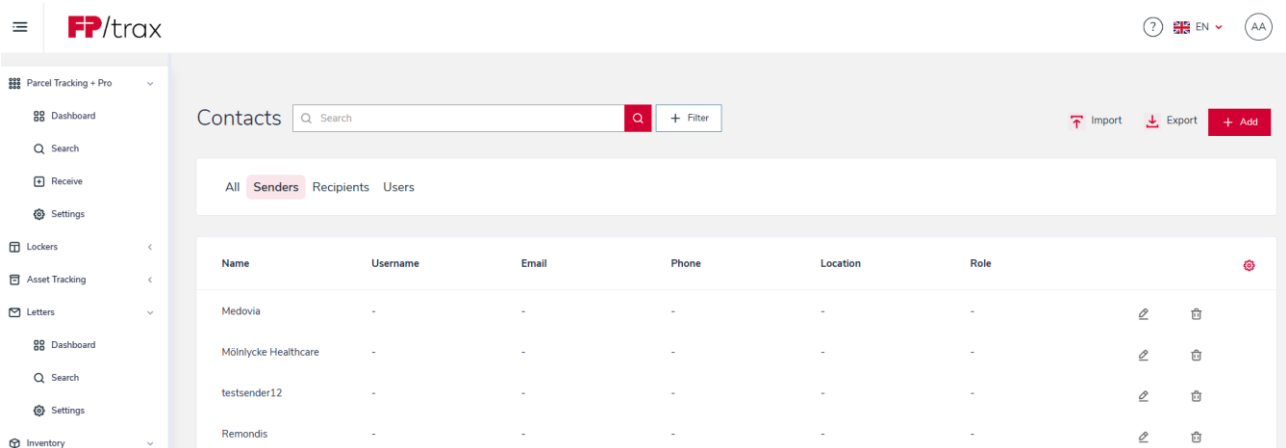 FP/trax
? EN AA
Parcel Tracking + Pro
Dashboard
Search
Receive
Settings
Lockers
Asset Tracking
Letters
Dashboard
Search
Settings
Inventory
Contacts Search + Filter Import Export + Add
All Senders Recipients Users
Name Username Email Phone Location Role
Medovia - - - - -
Mölnlycke Healthcare - - - - -
testsender12 - - - - -
Remondis - - - - -